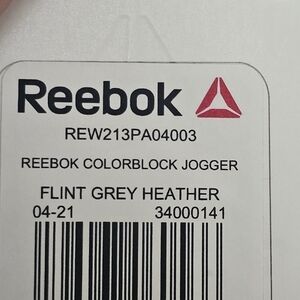 Reebok
REW213PA04003
REEBOK COLORBLOCK JOGGER
FLINT GREY HEATHER
04-21 34000141